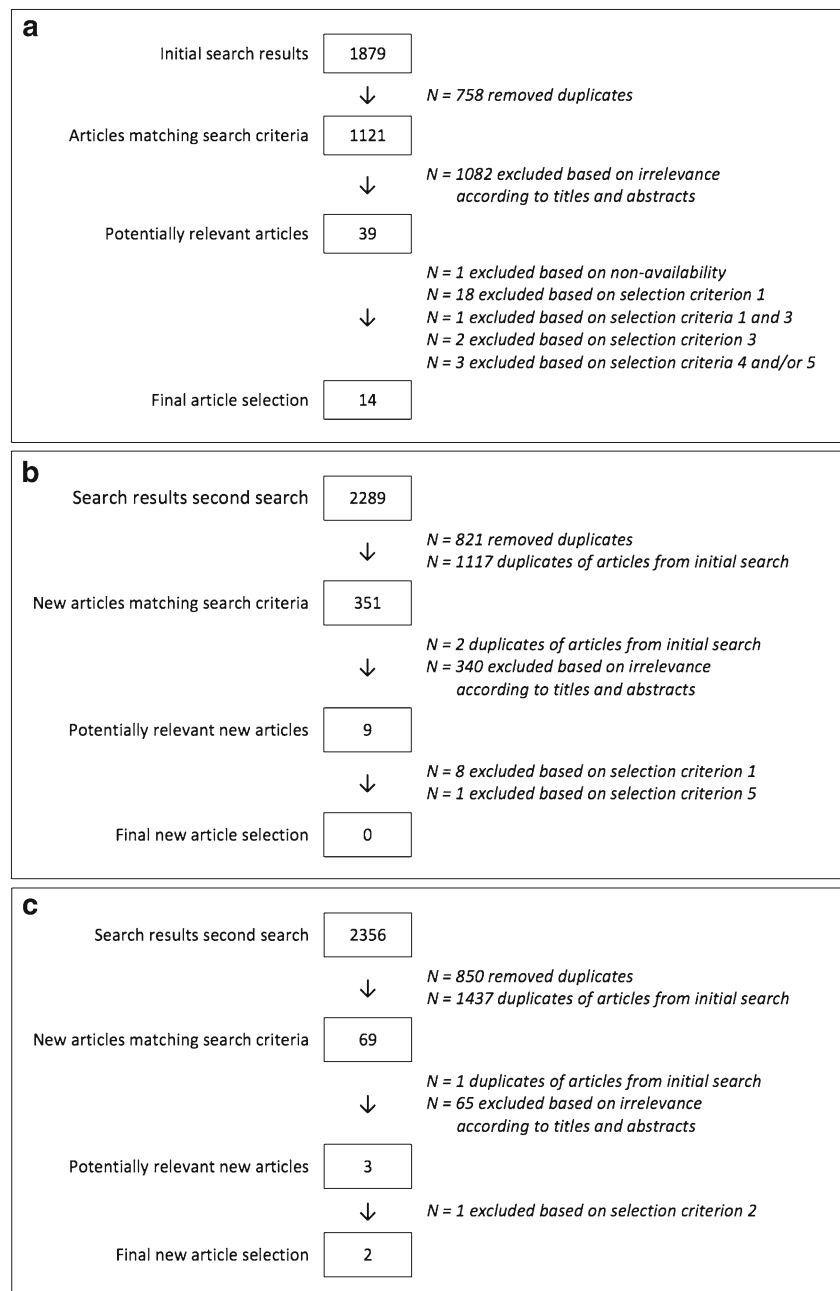 a
Initial search results 1879
N = 758 removed duplicates
Articles matching search criteria 1121
N = 1082 excluded based on irrelevance
according to titles and abstracts
Potentially relevant articles 39
N = 1 excluded based on non-availability
N = 18 excluded based on selection criterion 1
N = 1 excluded based on selection criteria 1 and 3
N = 2 excluded based on selection criterion 3
N = 3 excluded based on selection criteria 4 and/or 5
Final article selection 14
b
Search results second search 2289
N = 821 removed duplicates
N = 1117 duplicates of articles from initial search
New articles matching search criteria 351
N = 2 duplicates of articles from initial search
N = 340 excluded based on irrelevance
according to titles and abstracts
Potentially relevant new articles 9
N = 8 excluded based on selection criterion 1
N = 1 excluded based on selection criterion 5
Final new article selection 0
c
Search results second search 2356
N = 850 removed duplicates
N = 1437 duplicates of articles from initial search
New articles matching search criteria 69
N = 1 duplicates of articles from initial search
N = 65 excluded based on irrelevance
according to titles and abstracts
Potentially relevant new articles 3
N = 1 excluded based on selection criterion 2
Final new article selection 2